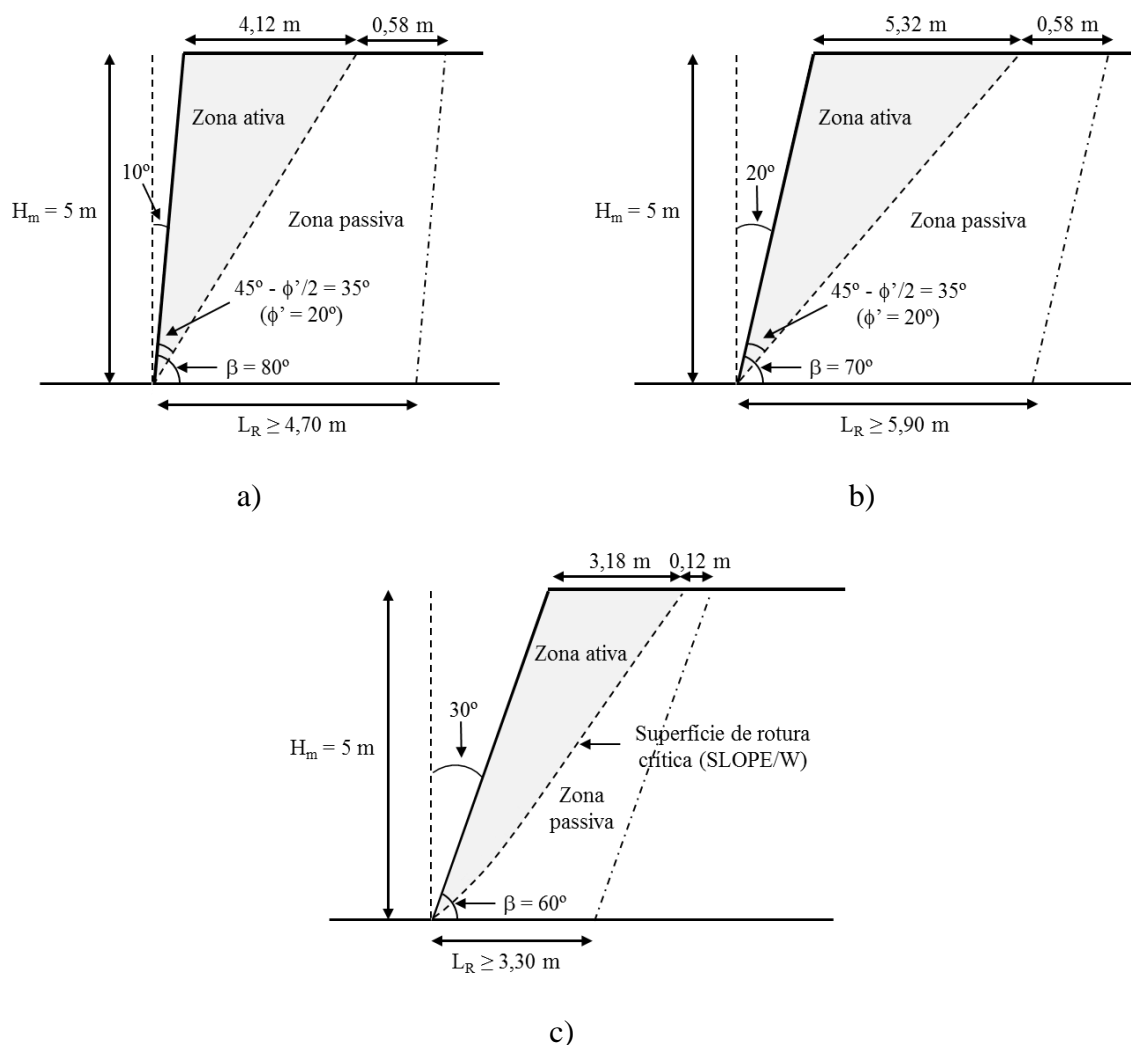 4,12 m
0,58 m
Zona ativa
10º
H_m = 5 m
Zona passiva
45º - ϕ'/2 = 35º
(ϕ' = 20º)
β = 80º
L_R ≥ 4,70 m
a)
5,32 m
0,58 m
Zona ativa
20º
H_m = 5 m
Zona passiva
45º - ϕ'/2 = 35º
(ϕ' = 20º)
β = 70º
L_R ≥ 5,90 m
b)
3,18 m
0,12 m
Zona ativa
30º
H_m = 5 m
Superfície de rotura
crítica (SLOPE/W)
Zona
passiva
β = 60º
L_R ≥ 3,30 m
c)